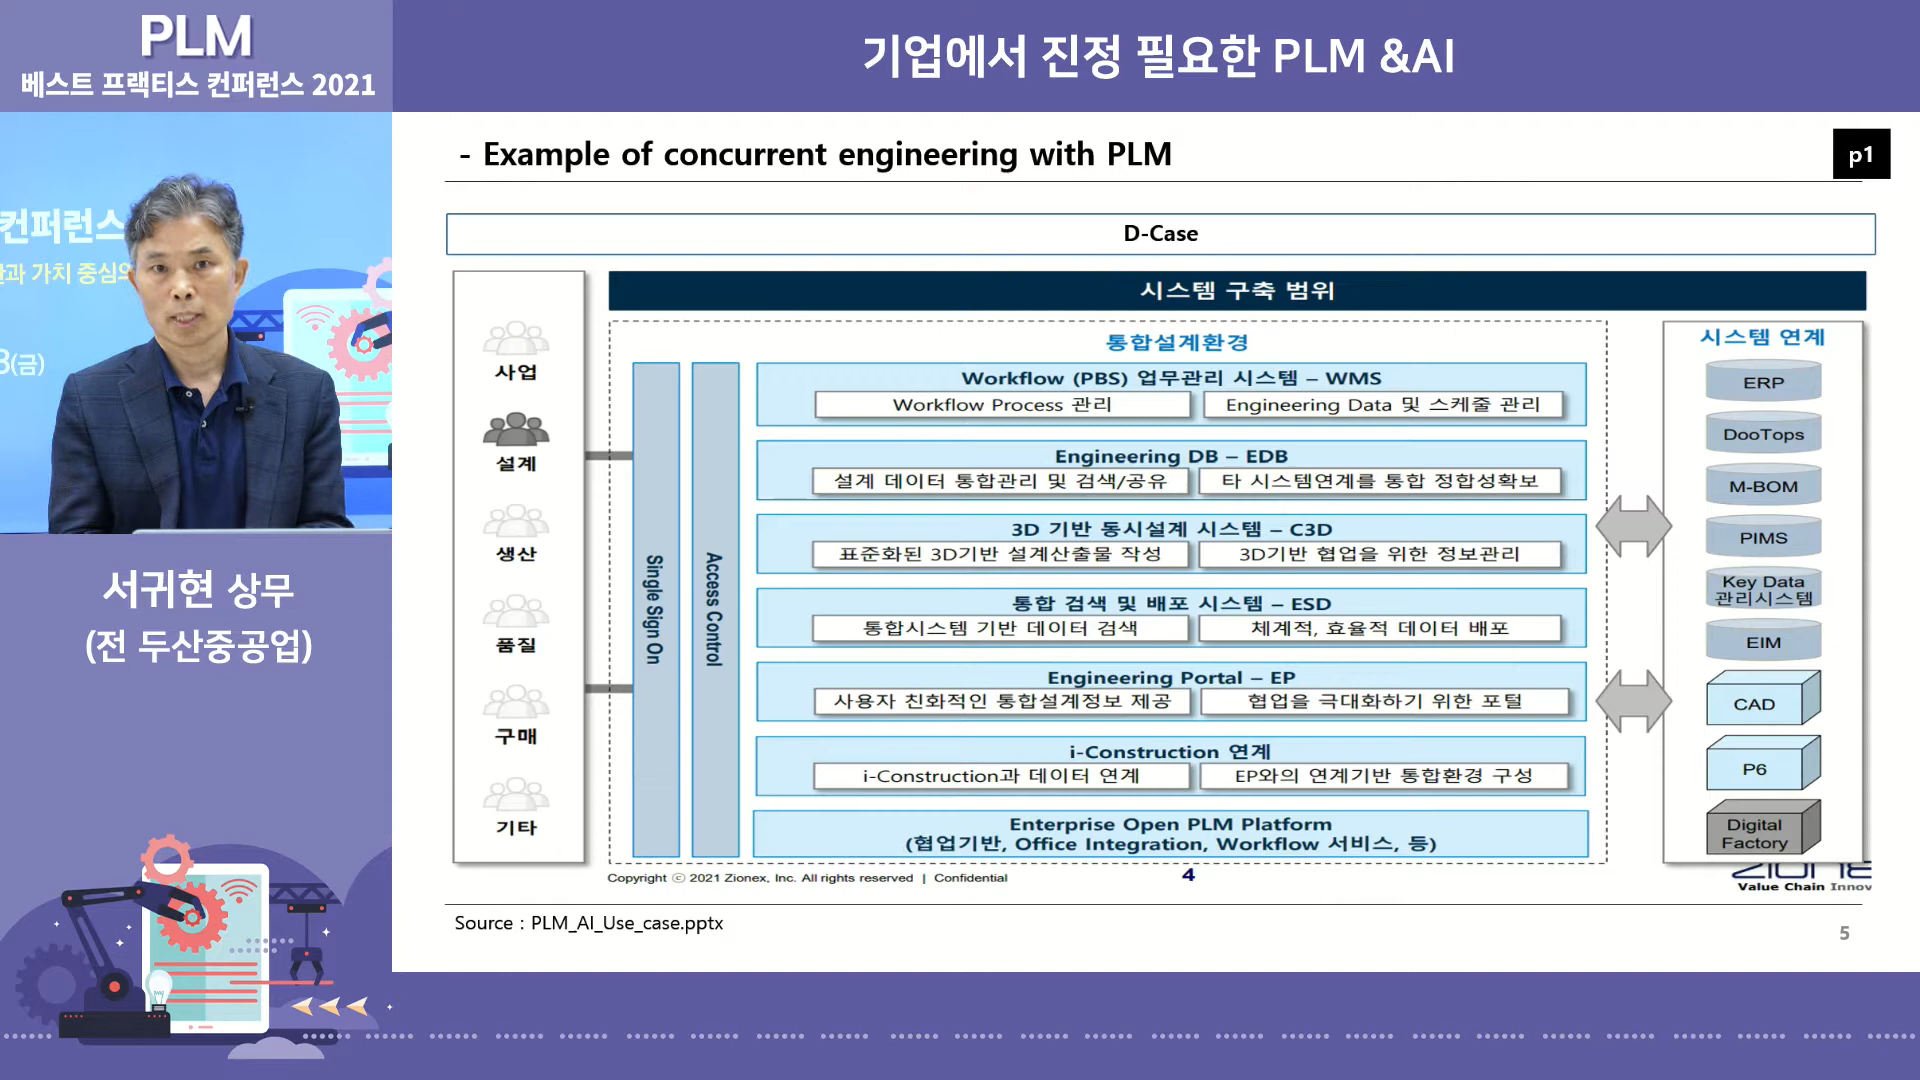 PLM
베스트 프랙티스 컨퍼런스 2021
기업에서 진정 필요한 PLM &AI
컨퍼런스
가치 중심의
3(금)
서귀현 상무
(전 두산중공업)
- Example of concurrent engineering with PLM
p1
D-Case
사업
설계
생산
품질
구매
기타
시스템 구축 범위
통합설계환경
Single Sign On
Access Control
Workflow (PBS) 업무관리 시스템 – WMS
Workflow Process 관리
Engineering Data 및 스케줄 관리
Engineering DB – EDB
설계 데이터 통합관리 및 검색/공유
타 시스템연계를 통합 정합성확보
3D 기반 동시설계 시스템 – C3D
표준화된 3D기반 설계산출물 작성
3D기반 협업을 위한 정보관리
통합 검색 및 배포 시스템 – ESD
통합시스템 기반 데이터 검색
체계적, 효율적 데이터 배포
Engineering Portal – EP
사용자 친화적인 통합설계정보 제공
협업을 극대화하기 위한 포털
i-Construction 연계
i-Construction과 데이터 연계
EP와의 연계기반 통합환경 구성
Enterprise Open PLM Platform
(협업기반, Office Integration, Workflow 서비스, 등)
시스템 연계
ERP
DooTops
M-BOM
PIMS
Key Data
관리시스템
EIM
CAD
P6
Digital
Factory
Copyright ⓒ 2021 Zionex, Inc. All rights reserved | Confidential
4
Value Chain Innov
Source : PLM_AI_Use_case.pptx
5